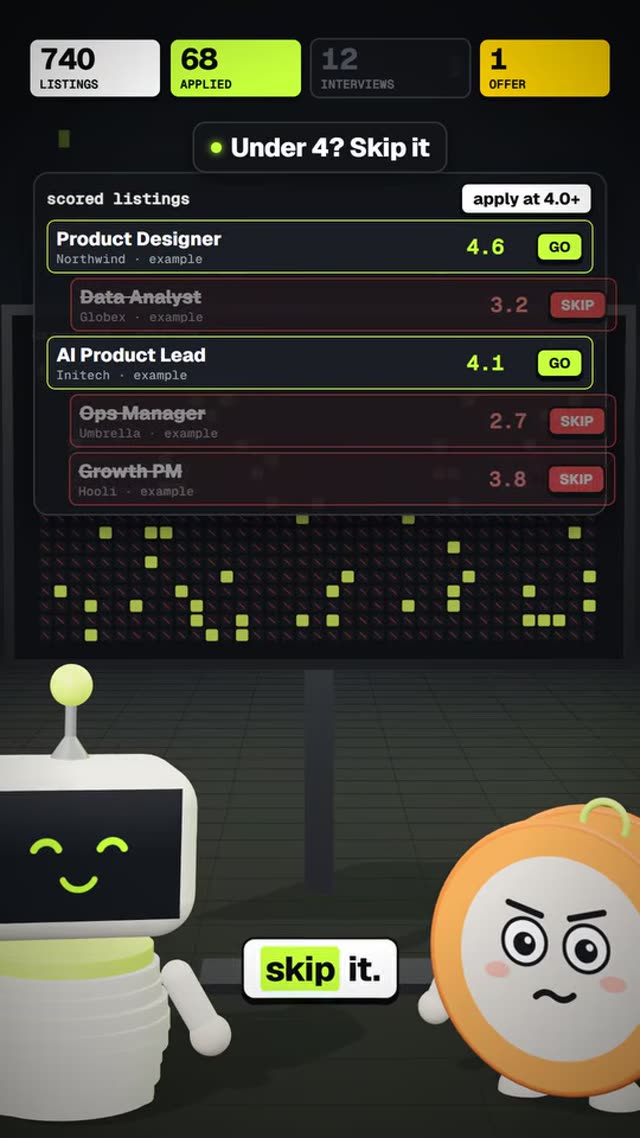 740
LISTINGS
68
APPLIED
12
INTERVIEWS
1
OFFER
Under 4? Skip it
scored listings
apply at 4.0+
Product Designer
Northwind · example
4.6
GO
Data Analyst
Globex · example
3.2
SKIP
AI Product Lead
Initech · example
4.1
GO
Ops Manager
Umbrella · example
2.7
SKIP
Growth PM
Hooli · example
3.8
SKIP
skip it.